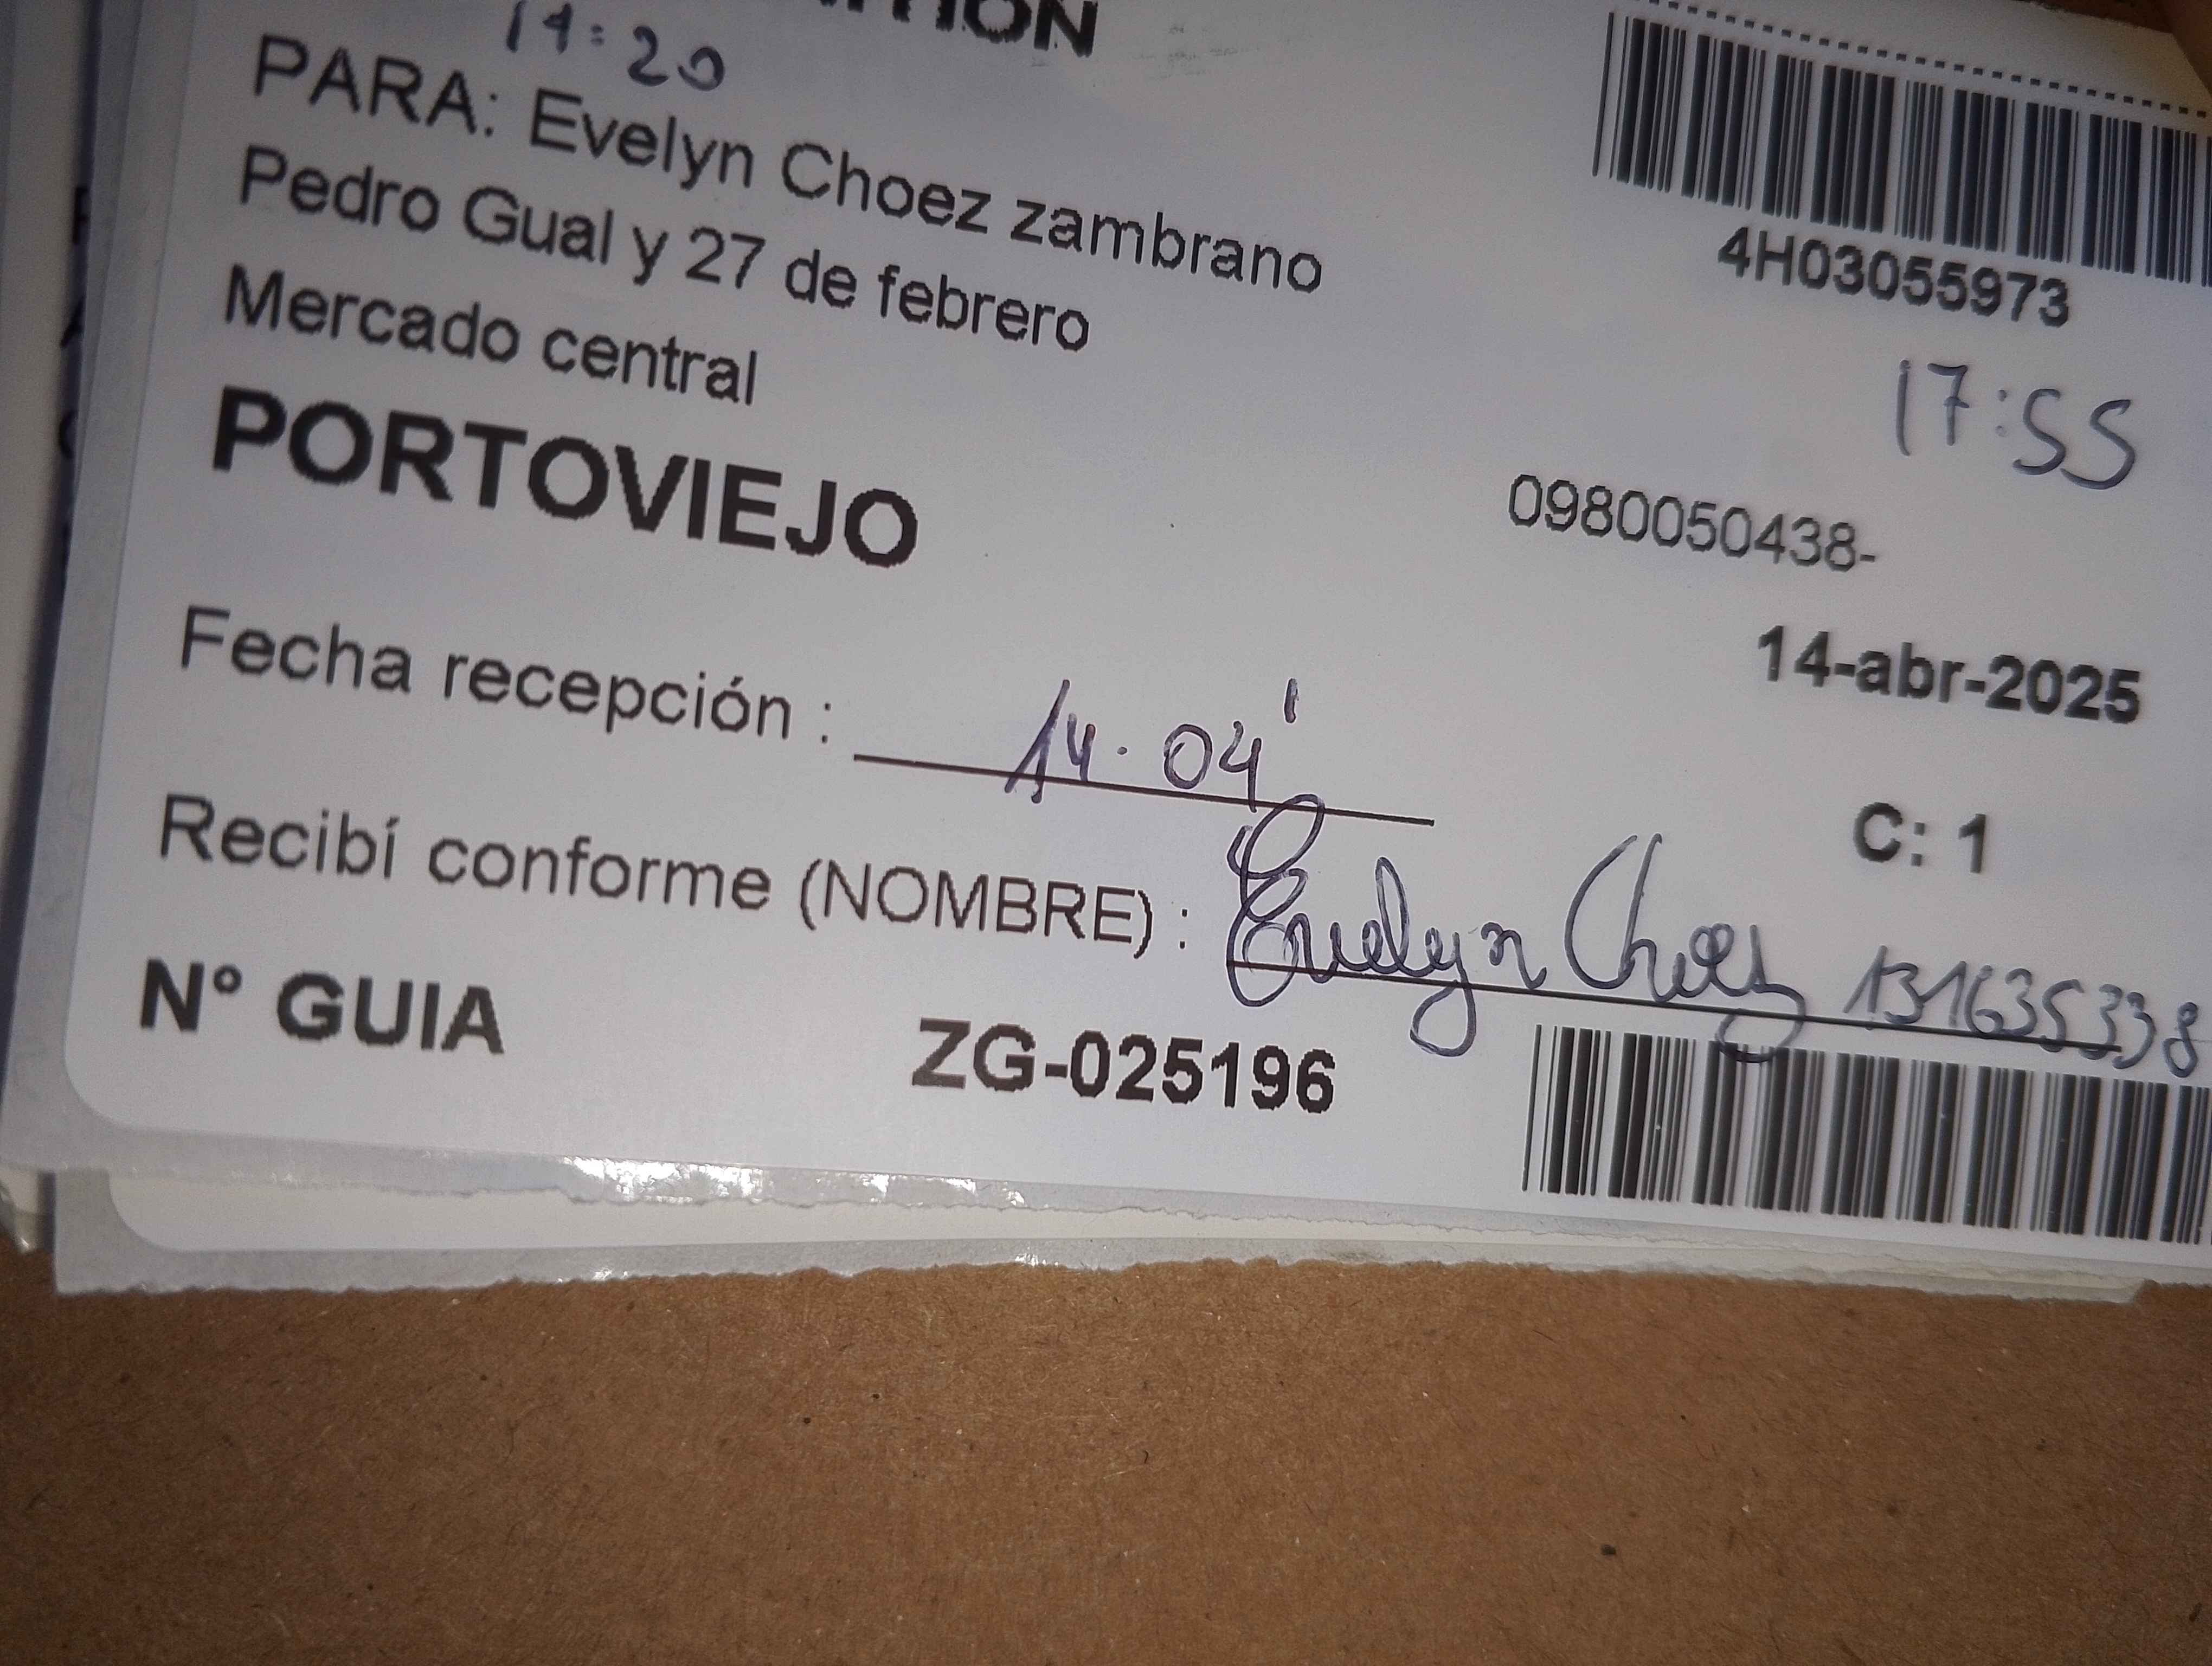 14:20
PARA: Evelyn Choez zambrano
Pedro Gual y 27 de febrero
Mercado central
PORTOVIEJO
4H03055973
17:55
0980050438-
14-abr-2025
Fecha recepción : 14-04
C: 1
Recibí conforme (NOMBRE) : Evelyn Choez 131635338
N° GUIA ZG-025196